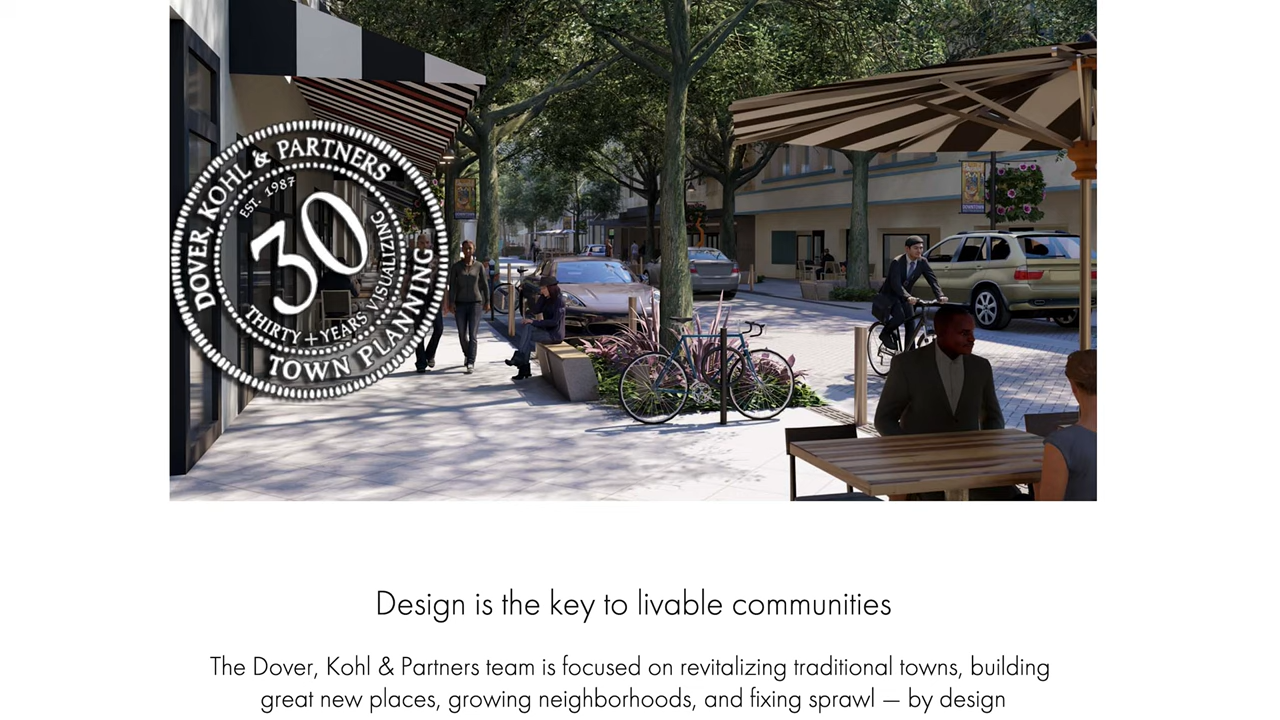 DOVER, KOHL & PARTNERS
EST. 1987
30
THIRTY+YEARS VISUALIZING
TOWN PLANNING
Design is the key to livable communities
The Dover, Kohl & Partners team is focused on revitalizing traditional towns, building
great new places, growing neighborhoods, and fixing sprawl — by design